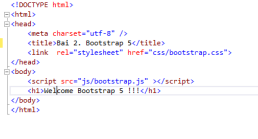 <!DOCTYPE html>
<html>
<head>
<meta charset="utf-8" />
<title>Bai 2. Bootstrap 5</title>
<link rel="stylesheet" href="css/bootstrap.css">
</head>
<body>
<script src="js/bootstrap.js" ></script>
<h1>Welcome Bootstrap 5 !!!</h1>
</body>
</html>